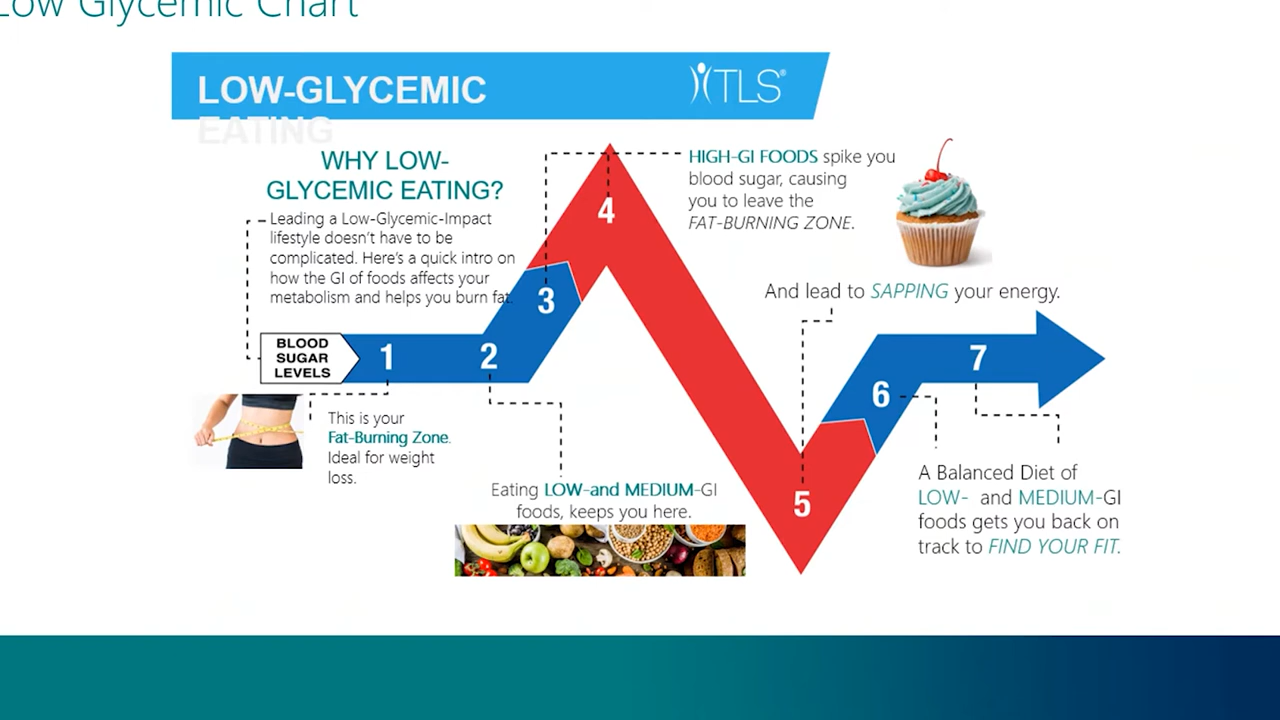 Low Glycemic Chart
LOW-GLYCEMIC
EATING
TLS®
WHY LOW-
GLYCEMIC EATING?
Leading a Low-Glycemic-Impact
lifestyle doesn't have to be
complicated. Here's a quick intro on
how the GI of foods affects your
metabolism and helps you burn fat.
HIGH-GI FOODS spike you
blood sugar, causing
you to leave the
FAT-BURNING ZONE.
And lead to SAPPING your energy.
BLOOD
SUGAR
LEVELS
1
2
3
4
5
6
7
This is your
Fat-Burning Zone.
Ideal for weight
loss.
Eating LOW-and MEDIUM-GI
foods, keeps you here.
A Balanced Diet of
LOW- and MEDIUM-GI
foods gets you back on
track to FIND YOUR FIT.